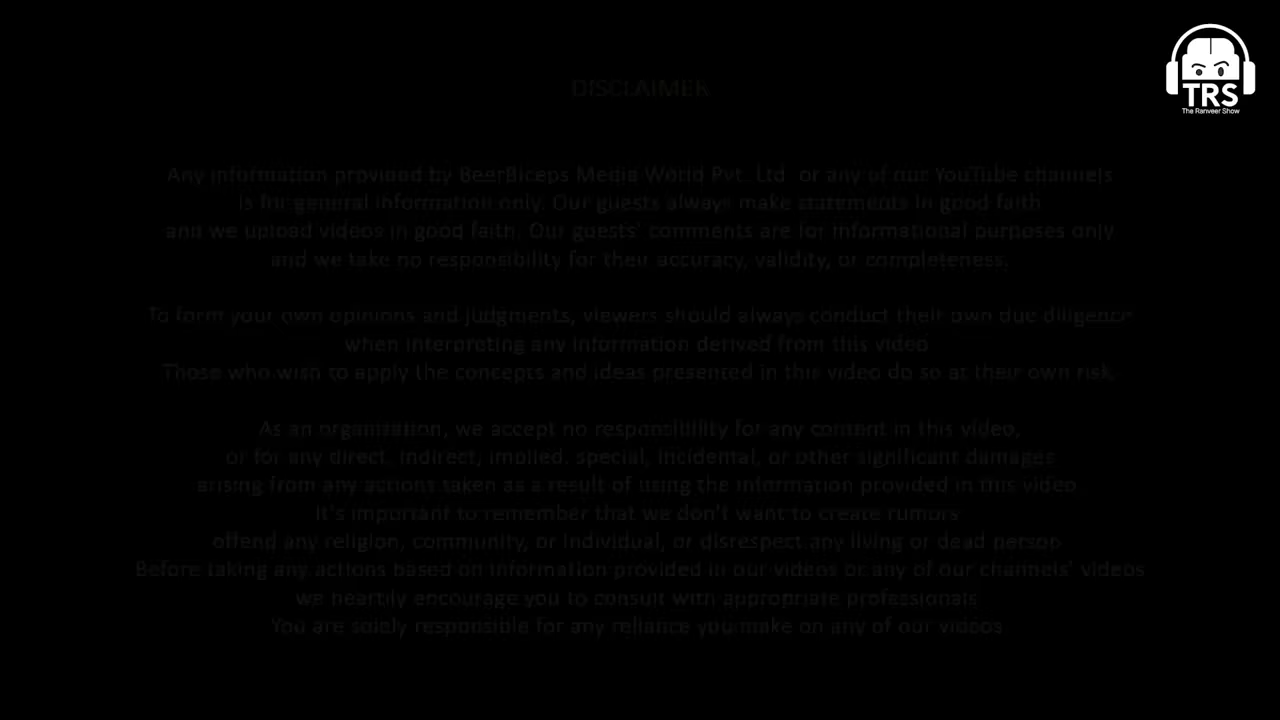 TRS
The Ranveer Show
DISCLAIMER
Any information provided by BeerBiceps Media World Pvt. Ltd. or any of our YouTube channels
is for general information only. Our guests always make statements in good faith
and we upload videos in good faith. Our guests' comments are for informational purposes only
and we take no responsibility for their accuracy, validity, or completeness.
To form your own opinions and judgments, viewers should always conduct their own due diligence
when interpreting any information derived from this video
Those who wish to apply the concepts and ideas presented in this video do so at their own risk.
As an organisation, we accept no responsibility for any content in this video,
or for any direct, indirect, implied, special, incidental, or other significant damages
arising from any actions taken as a result of using the information provided in this video
It's important to remember that we don't want to create rumors
offend any religion, community, or individual, or disrespect any living or dead person
Before taking any actions based on information provided in our videos or any of our channels' videos
we heartily encourage you to consult with appropriate professionals
You are solely responsible for any reliance you make on any of our videos